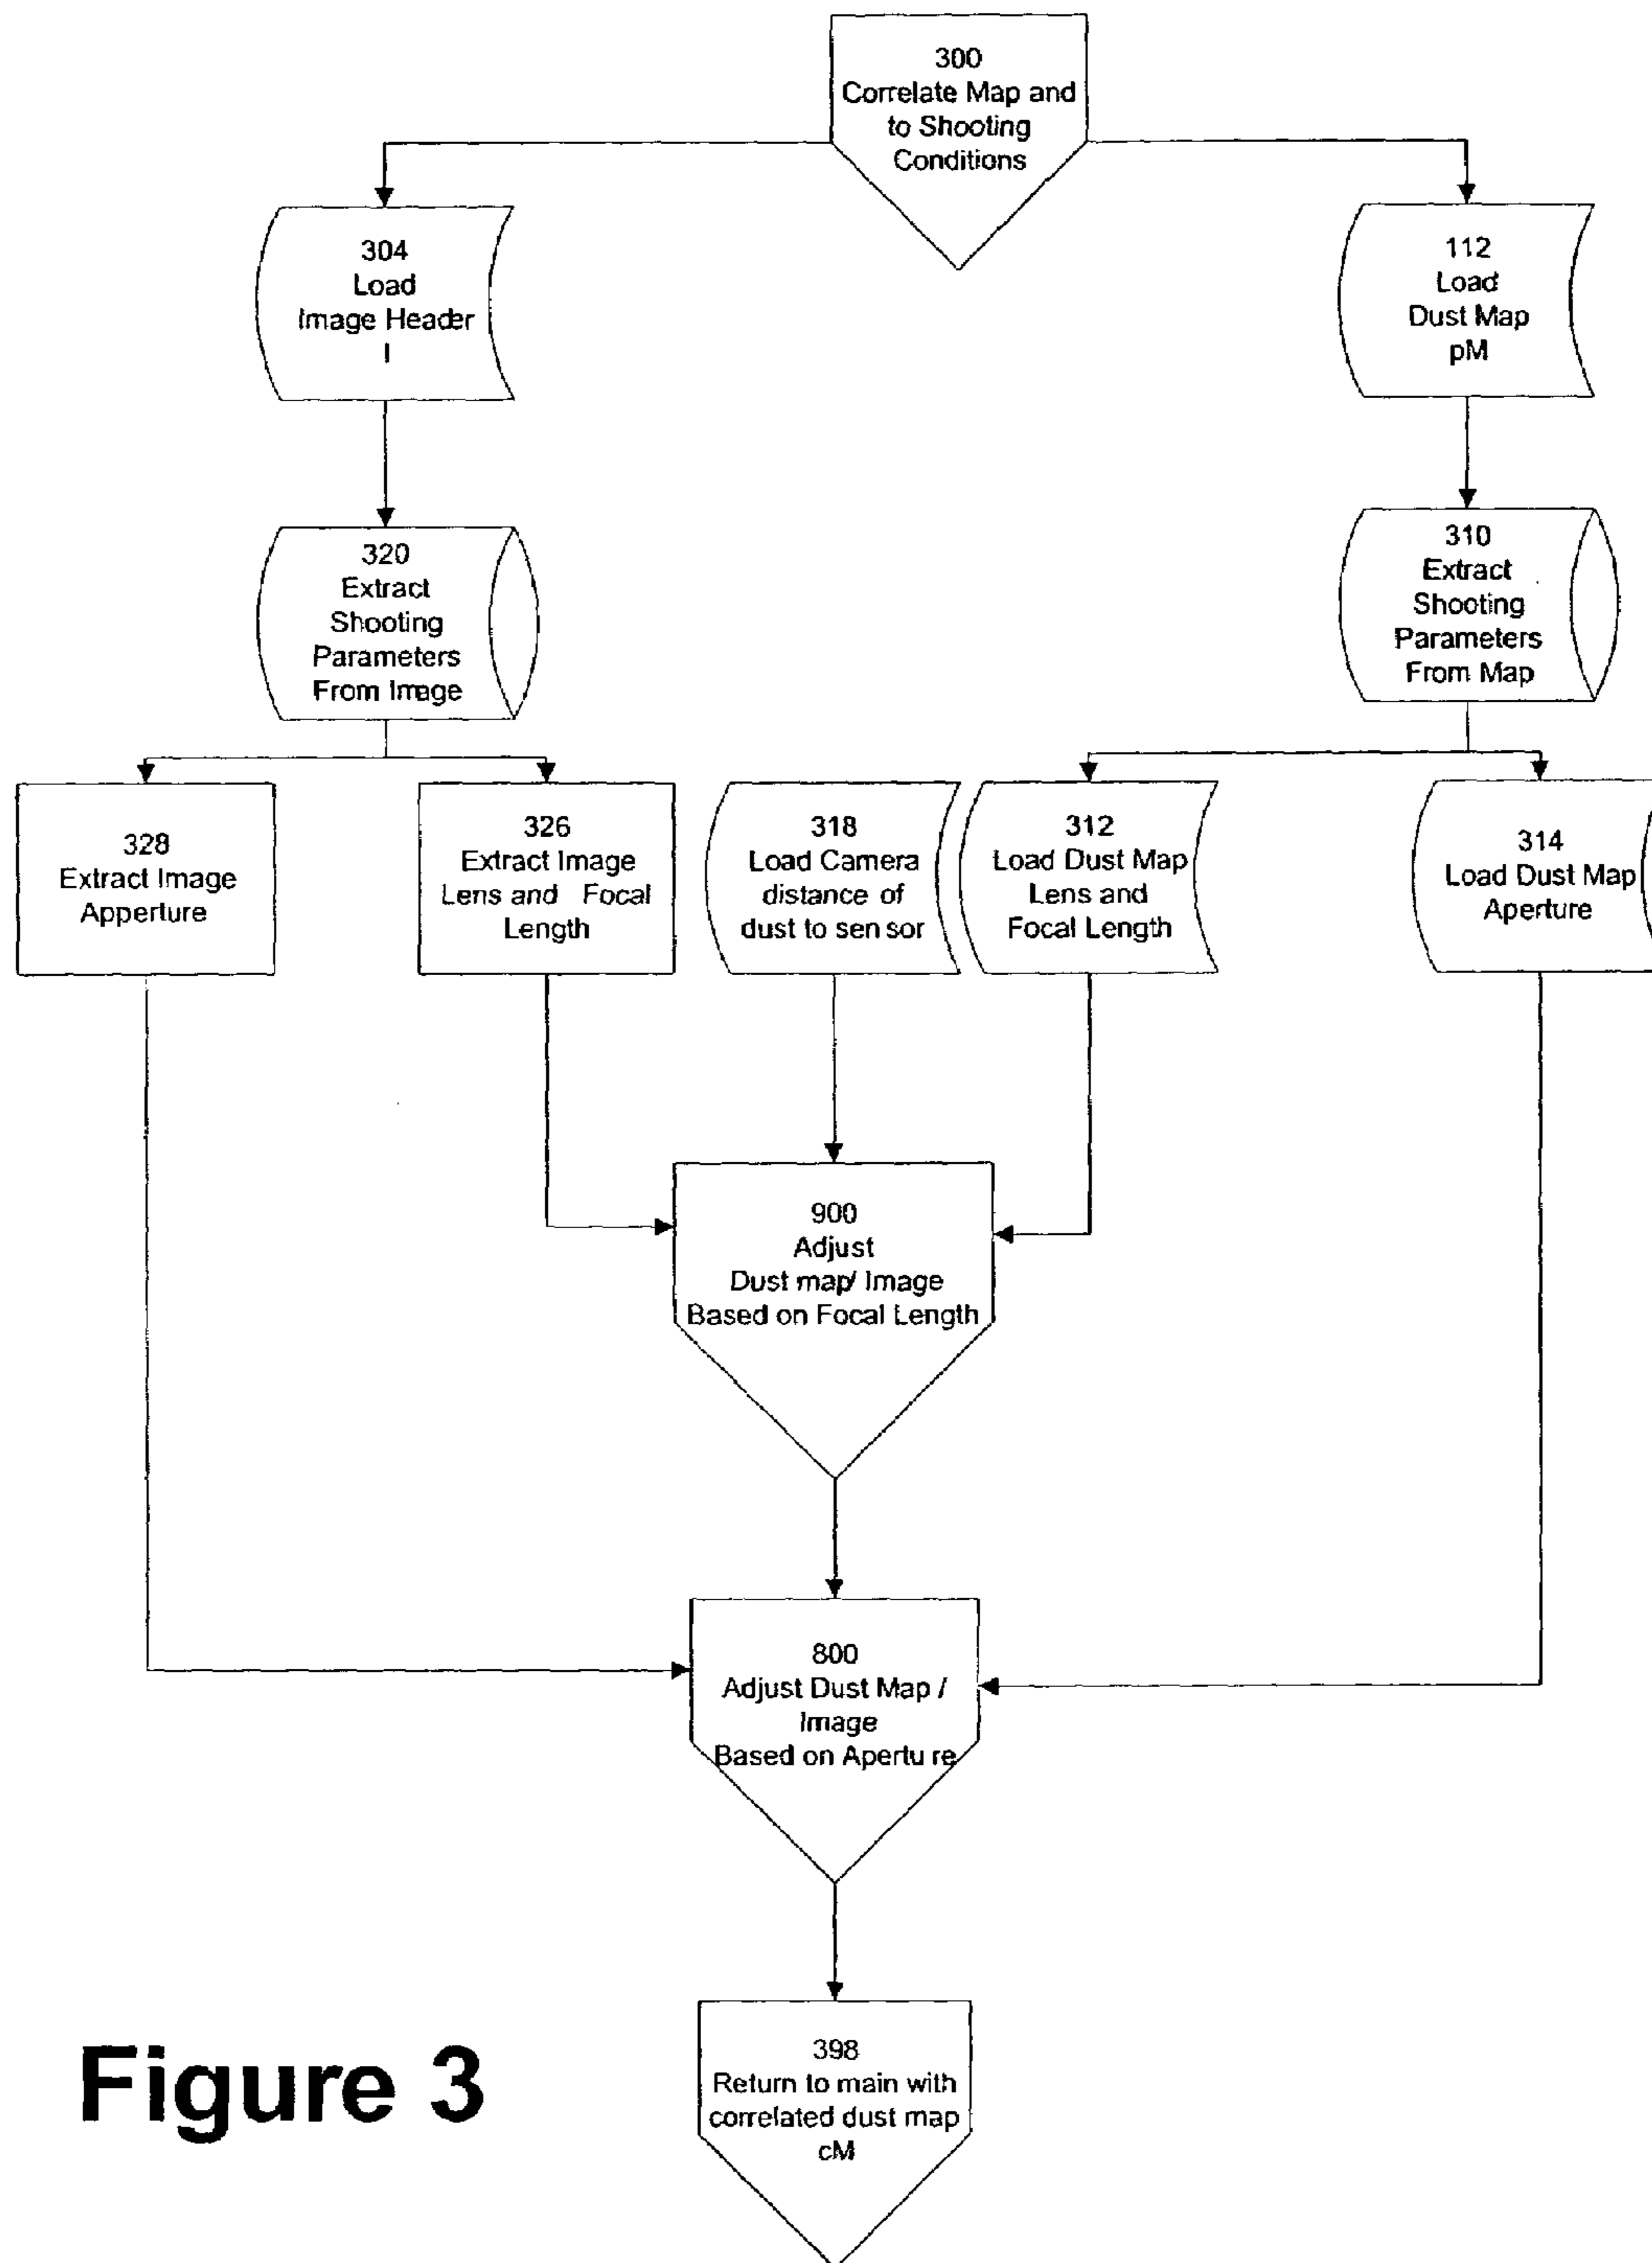 300
Correlate Map and
to Shooting
Conditions
304
Load
Image Header
I
112
Load
Dust Map
pM
320
Extract
Shooting
Parameters
From Image
310
Extract
Shooting
Parameters
From Map
328
Extract Image
Apperture
326
Extract Image
Lens and Focal
Length
318
Load Camera
distance of
dust to sensor
312
Load Dust Map
Lens and
Focal Length
314
Load Dust Map
Aperture
900
Adjust
Dust map/ Image
Based on Focal Length
800
Adjust Dust Map /
Image
Based on Aperture
398
Return to main with
correlated dust map
cM
Figure 3